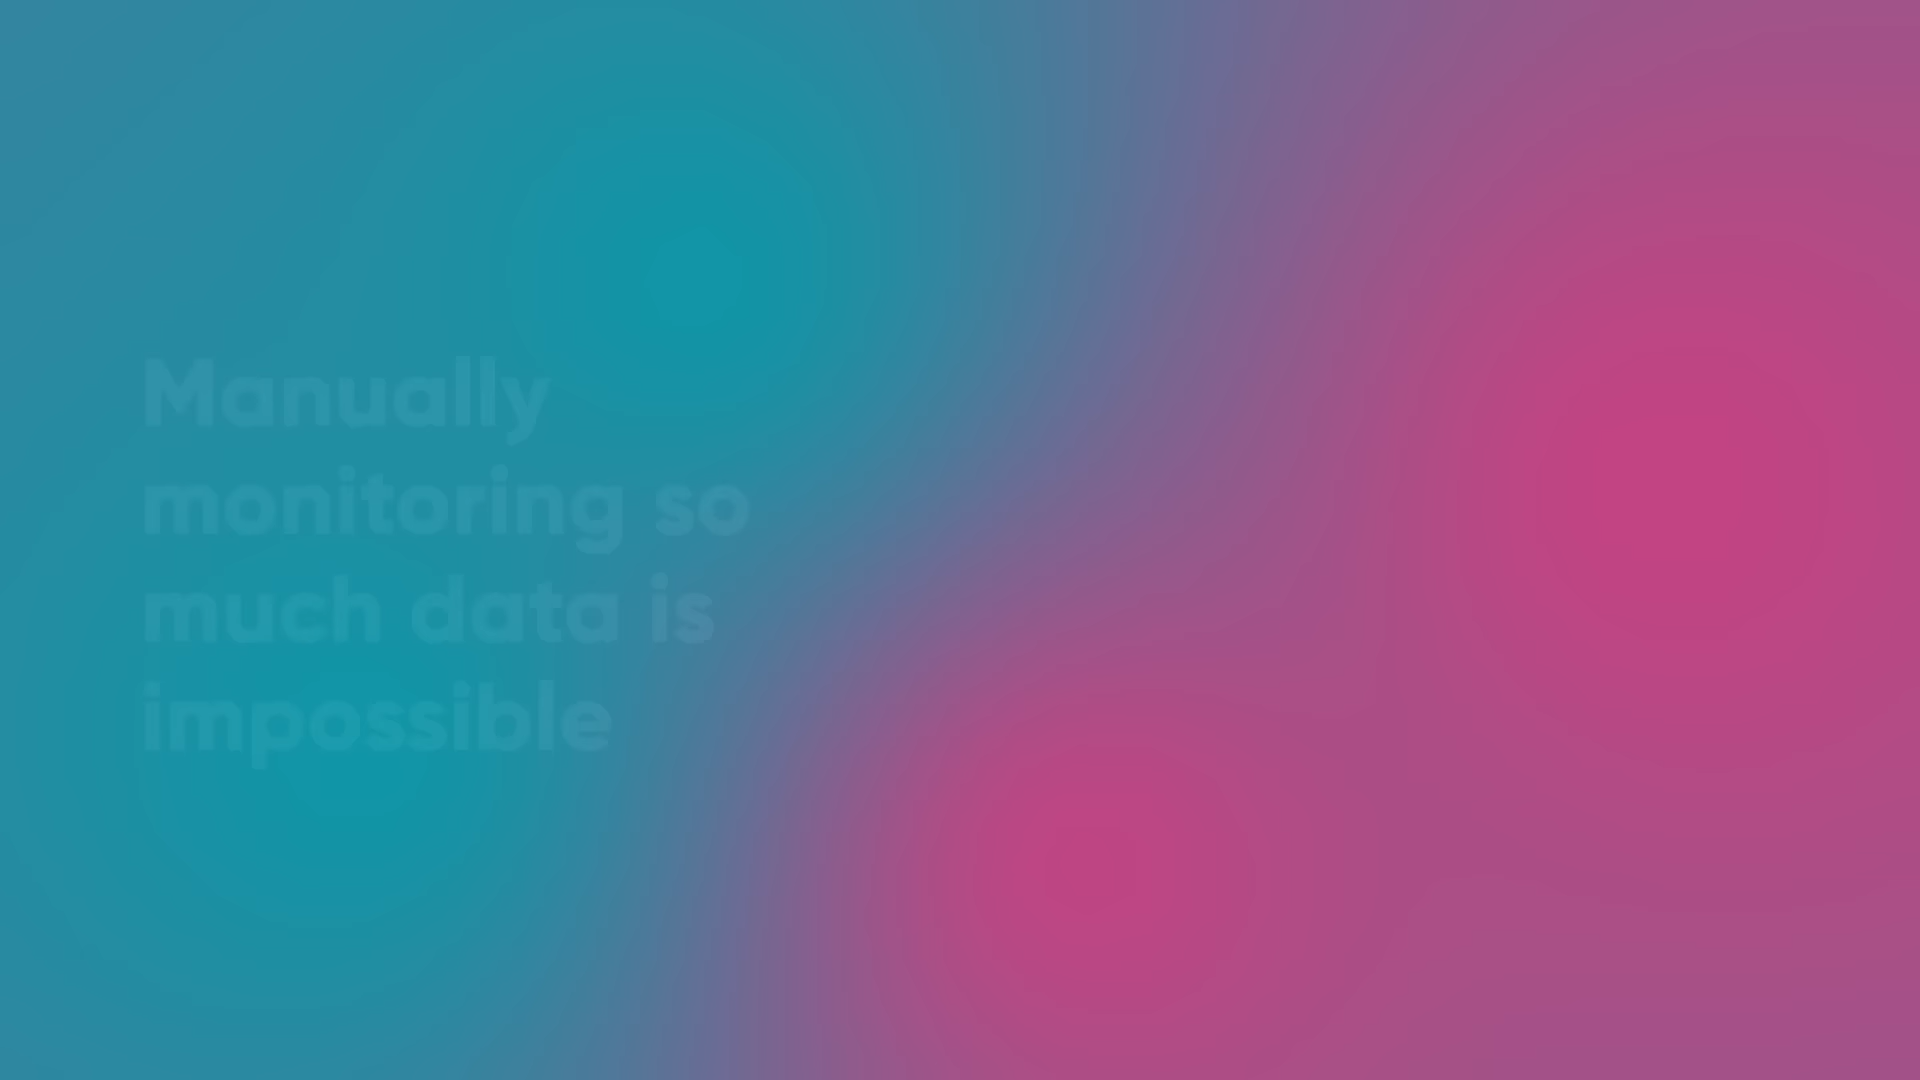 Manually
monitoring so
much data is
impossible